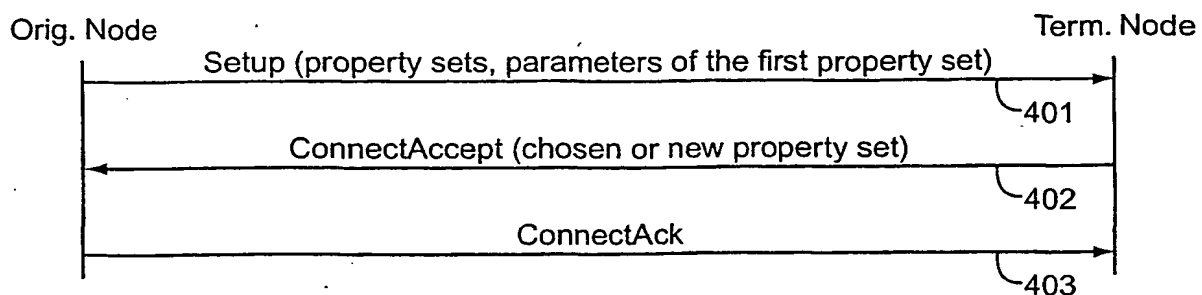 Orig. Node
Term. Node
Setup (property sets, parameters of the first property set)
401
ConnectAccept (chosen or new property set)
402
ConnectAck
403